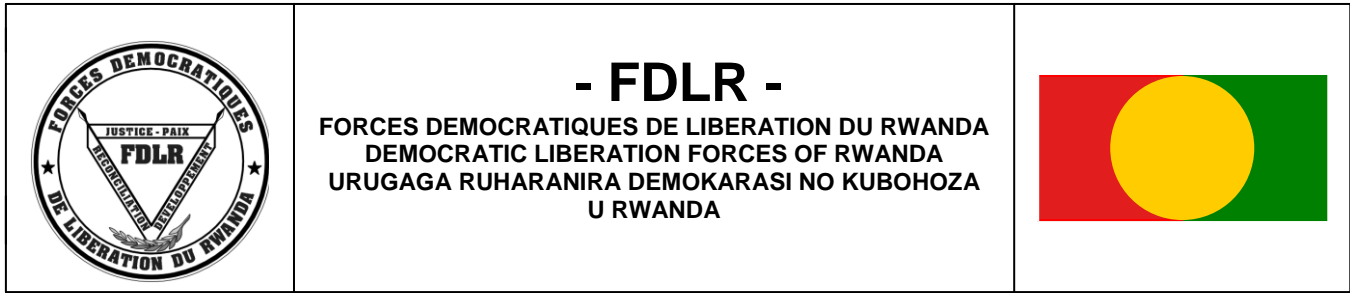 FORCES DEMOCRATIQUES
DE LIBERATION DU RWANDA
JUSTICE - PAIX
FDLR
RECONCILIATION
DEVELOPPEMENT
- FDLR -
FORCES DEMOCRATIQUES DE LIBERATION DU RWANDA
DEMOCRATIC LIBERATION FORCES OF RWANDA
URUGAGA RUHARANIRA DEMOKARASI NO KUBOHOZA
U RWANDA